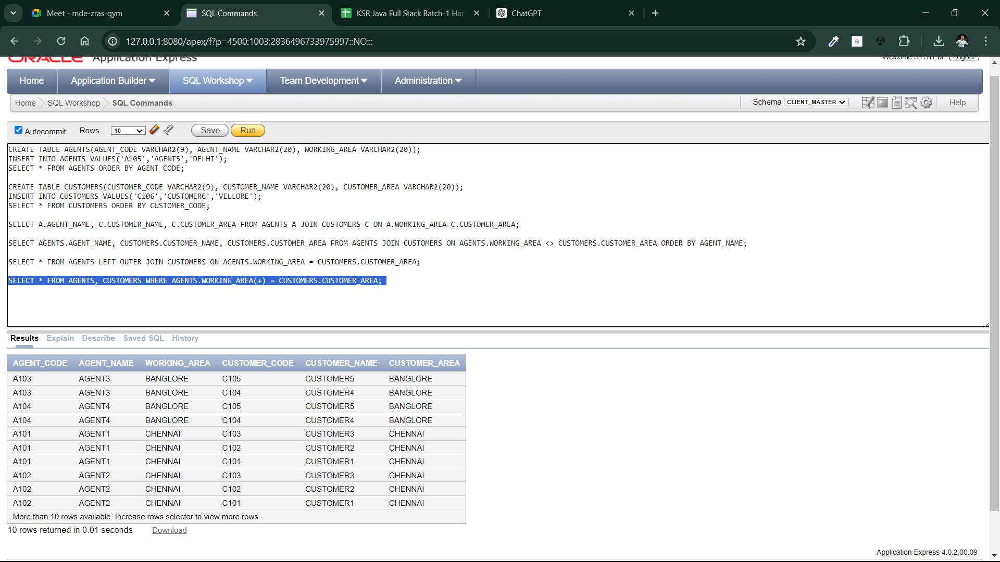 Meet - mde-zras-qym
SQL Commands
KSR Java Full Stack Batch-1 Han
ChatGPT
127.0.0.1:8080/apex/f?p=4500:1003:2836496733975997::NO:::
B
ORACLE Application Express
Welcome SYSTEM ( Logout )
Home
Application Builder
SQL Workshop
Team Development
Administration
Home
SQL Workshop
SQL Commands
Schema
CLIENT_MASTER
Help
Autocommit
Rows
10
Save
Run
CREATE TABLE AGENTS(AGENT_CODE VARCHAR2(9), AGENT_NAME VARCHAR2(20), WORKING_AREA VARCHAR2(20));
INSERT INTO AGENTS VALUES('A105','AGENT5','DELHI');
SELECT * FROM AGENTS ORDER BY AGENT_CODE;
CREATE TABLE CUSTOMERS(CUSTOMER_CODE VARCHAR2(9), CUSTOMER_NAME VARCHAR2(20), CUSTOMER_AREA VARCHAR2(20));
INSERT INTO CUSTOMERS VALUES('C106','CUSTOMER6','VELLORE');
SELECT * FROM CUSTOMERS ORDER BY CUSTOMER_CODE;
SELECT A.AGENT_NAME, C.CUSTOMER_NAME, C.CUSTOMER_AREA FROM AGENTS A JOIN CUSTOMERS C ON A.WORKING_AREA=C.CUSTOMER_AREA;
SELECT AGENTS.AGENT_NAME, CUSTOMERS.CUSTOMER_NAME, CUSTOMERS.CUSTOMER_AREA FROM AGENTS JOIN CUSTOMERS ON AGENTS.WORKING_AREA <> CUSTOMERS.CUSTOMER_AREA ORDER BY AGENT_NAME;
SELECT * FROM AGENTS LEFT OUTER JOIN CUSTOMERS ON AGENTS.WORKING_AREA = CUSTOMERS.CUSTOMER_AREA;
SELECT * FROM AGENTS, CUSTOMERS WHERE AGENTS.WORKING_AREA(+) = CUSTOMERS.CUSTOMER_AREA;
Results
Explain
Describe
Saved SQL
History
AGENT_CODE AGENT_NAME WORKING_AREA CUSTOMER_CODE CUSTOMER_NAME CUSTOMER_AREA
A103 AGENT3 BANGLORE C105 CUSTOMER5 BANGLORE
A103 AGENT3 BANGLORE C104 CUSTOMER4 BANGLORE
A104 AGENT4 BANGLORE C105 CUSTOMER5 BANGLORE
A104 AGENT4 BANGLORE C104 CUSTOMER4 BANGLORE
A101 AGENT1 CHENNAI C103 CUSTOMER3 CHENNAI
A101 AGENT1 CHENNAI C102 CUSTOMER2 CHENNAI
A101 AGENT1 CHENNAI C101 CUSTOMER1 CHENNAI
A102 AGENT2 CHENNAI C103 CUSTOMER3 CHENNAI
A102 AGENT2 CHENNAI C102 CUSTOMER2 CHENNAI
A102 AGENT2 CHENNAI C101 CUSTOMER1 CHENNAI
More than 10 rows available. Increase rows selector to view more rows.
10 rows returned in 0.01 seconds
Download
Application Express 4.0.2.00.09